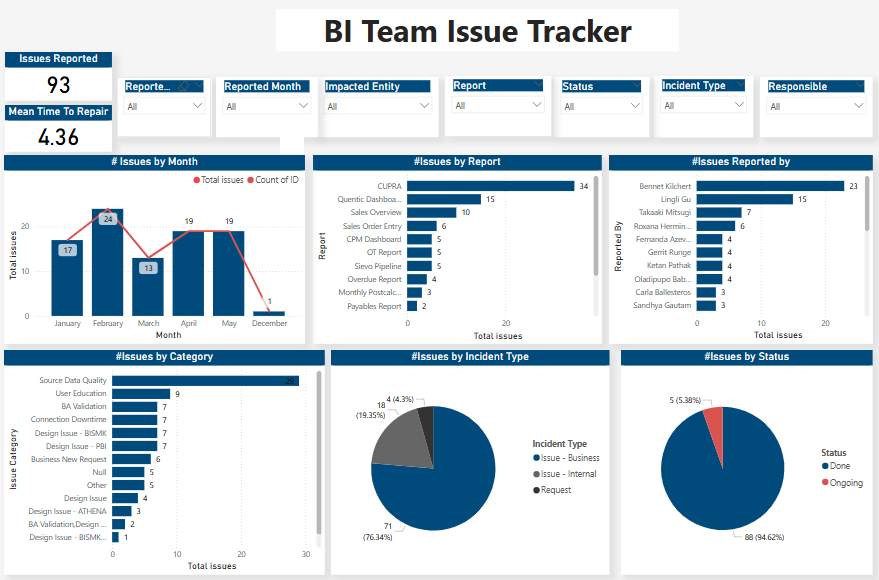 BI Team Issue Tracker
Issues Reported
93
Mean Time To Repair
4.36
Reporte...
All
Reported Month
All
Impacted Entity
All
Report
All
Status
All
Incident Type
All
Responsible
All
# Issues by Month
Total issues Count of ID
Total issues
20
10
0
17
24
13
19
19
1
January February March April May December
Month
#Issues by Report
Report
CUPRA 34
Quentic Dashboa... 15
Sales Overview 10
Sales Order Entry 6
CPM Dashboard 5
OT Report 5
Sievo Pipeline 5
Overdue Report 4
Monthly Postcalc... 3
Payables Report 2
0 20
Total issues
#Issues Reported by
Reported By
Bennet Kilchert 23
Lingli Gu 15
Takaaki Mitsugi 7
Roxana Hermin... 6
Fernanda Azev... 4
Gerrit Runge 4
Ketan Pathak 4
Oladipupo Bab... 4
Carla Ballesteros 3
Sandhya Gautam 3
0 10 20
Total issues
#Issues by Category
Issue Category
Source Data Quality 29
User Education 9
BA Validation 7
Connection Downtime 7
Design Issue - BISMK 7
Design Issue - PBI 7
Business New Request 6
Null 5
Other 5
Design Issue 4
Design Issue - ATHENA 3
BA Validation,Design ... 2
Design Issue - BISMK... 1
0 10 20 30
Total issues
#Issues by Incident Type
4 (4.3%)
18
(19.35%)
71
(76.34%)
Incident Type
Issue - Business
Issue - Internal
Request
#Issues by Status
5 (5.38%)
88 (94.62%)
Status
Done
Ongoing